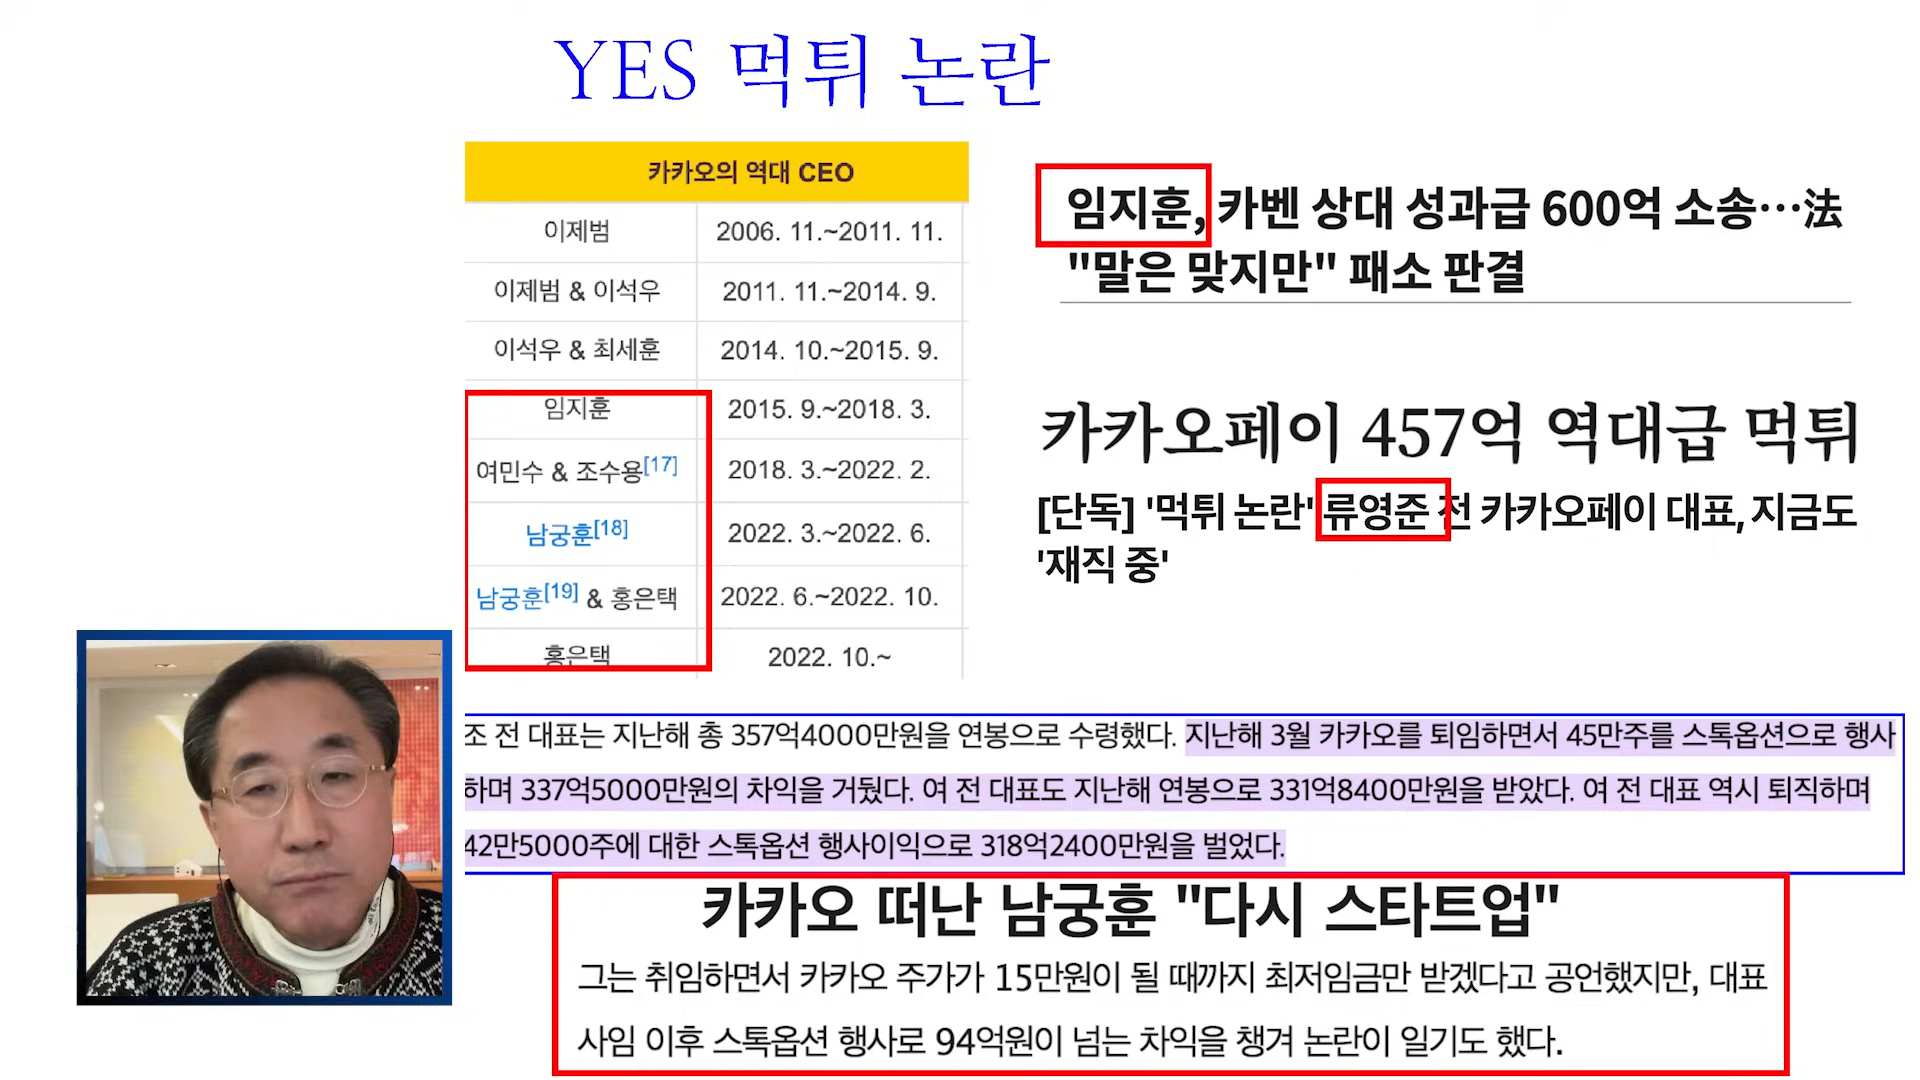 YES 먹튀 논란
카카오의 역대 CEO
이제범 2006. 11.~2011. 11.
이제범 & 이석우 2011. 11.~2014. 9.
이석우 & 최세훈 2014. 10.~2015. 9.
임지훈 2015. 9.~2018. 3.
여민수 & 조수용[17] 2018. 3.~2022. 2.
남궁훈[18] 2022. 3.~2022. 6.
남궁훈[19] & 홍은택 2022. 6.~2022. 10.
홍은택 2022. 10.~
임지훈, 카벤 상대 성과급 600억 소송…法
"말은 맞지만" 패소 판결
카카오페이 457억 역대급 먹튀
[단독] '먹튀 논란' 류영준 전 카카오페이 대표, 지금도
'재직 중'
조 전 대표는 지난해 총 357억4000만원을 연봉으로 수령했다. 지난해 3월 카카오를 퇴임하면서 45만주를 스톡옵션으로 행사
하며 337억5000만원의 차익을 거뒀다. 여 전 대표도 지난해 연봉으로 331억8400만원을 받았다. 여 전 대표 역시 퇴직하며
42만5000주에 대한 스톡옵션 행사이익으로 318억2400만원을 벌었다.
카카오 떠난 남궁훈 "다시 스타트업"
그는 취임하면서 카카오 주가가 15만원이 될 때까지 최저임금만 받겠다고 공언했지만, 대표
사임 이후 스톡옵션 행사로 94억원이 넘는 차익을 챙겨 논란이 일기도 했다.